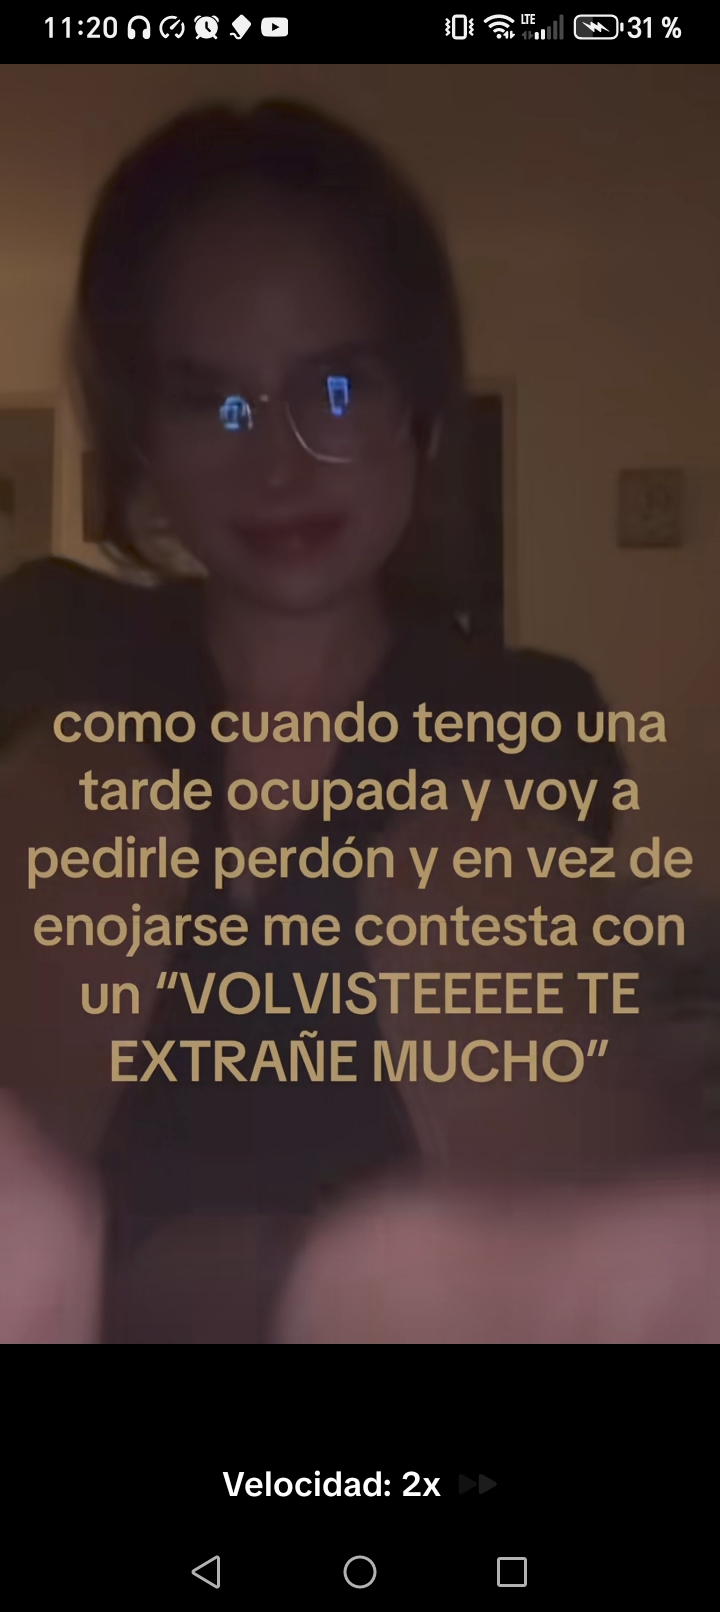 11:20 LTE 31 %
como cuando tengo una
tarde ocupada y voy a
pedirle perdón y en vez de
enojarse me contesta con
un “VOLVISTEEEEE TE
EXTRAÑE MUCHO”
Velocidad: 2x